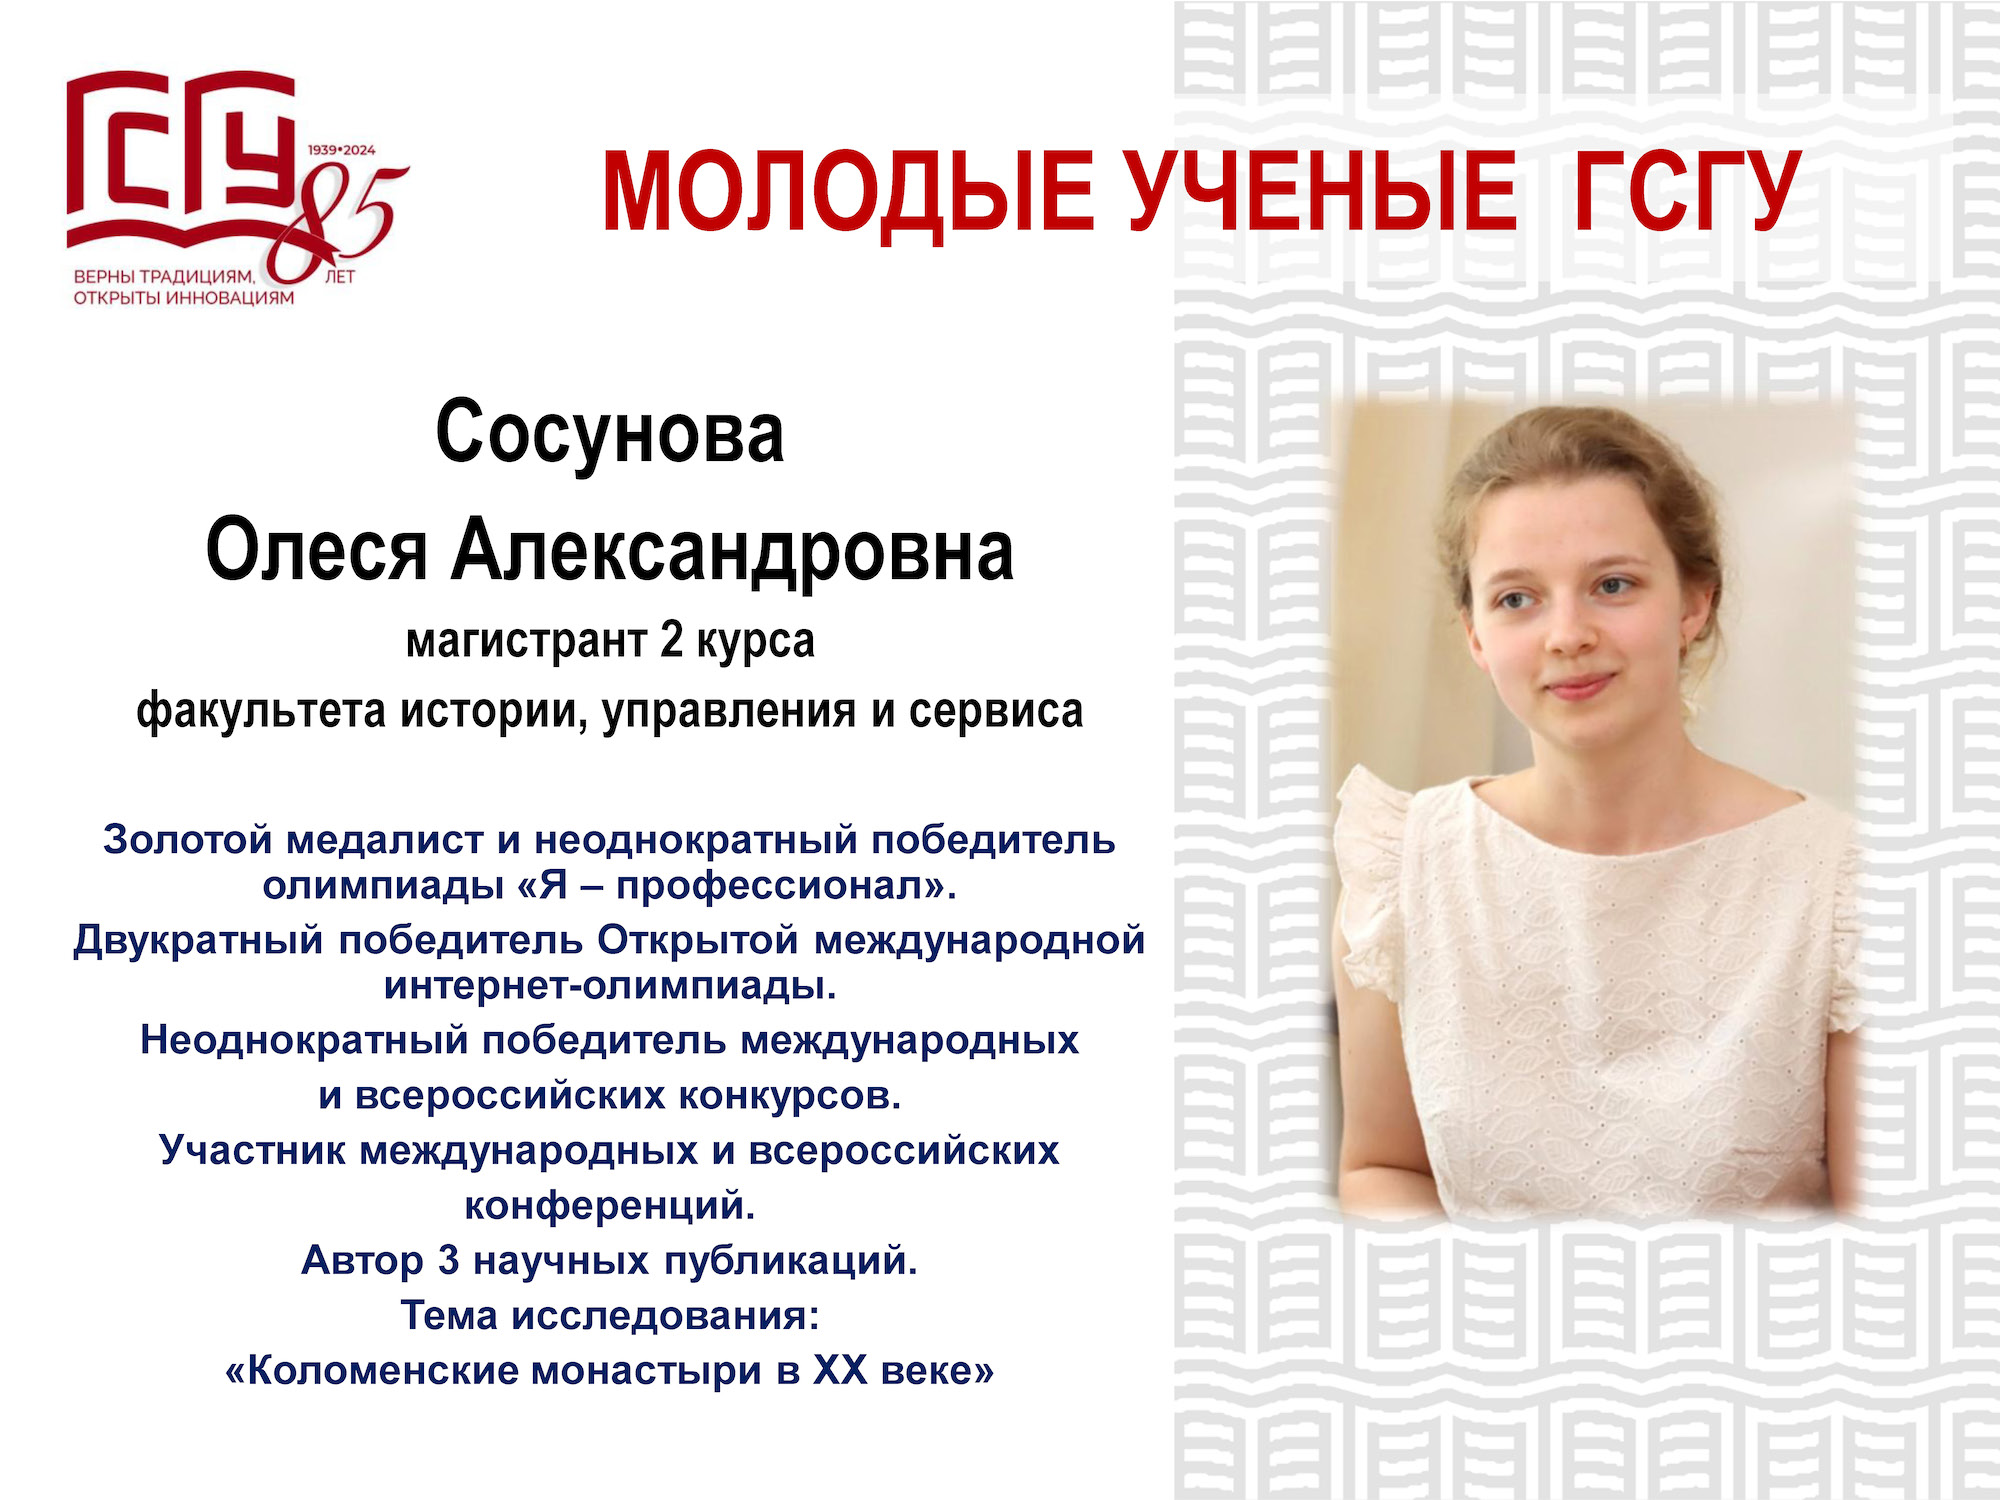 ГСГУ
1939•2024
85
ВЕРНЫ ТРАДИЦИЯМ, ЛЕТ
ОТКРЫТЫ ИННОВАЦИЯМ
МОЛОДЫЕ УЧЕНЫЕ ГСГУ
Сосунова
Олеся Александровна
магистрант 2 курса
факультета истории, управления и сервиса
Золотой медалист и неоднократный победитель
олимпиады «Я – профессионал».
Двукратный победитель Открытой международной
интернет-олимпиады.
Неоднократный победитель международных
и всероссийских конкурсов.
Участник международных и всероссийских
конференций.
Автор 3 научных публикаций.
Тема исследования:
«Коломенские монастыри в XX веке»